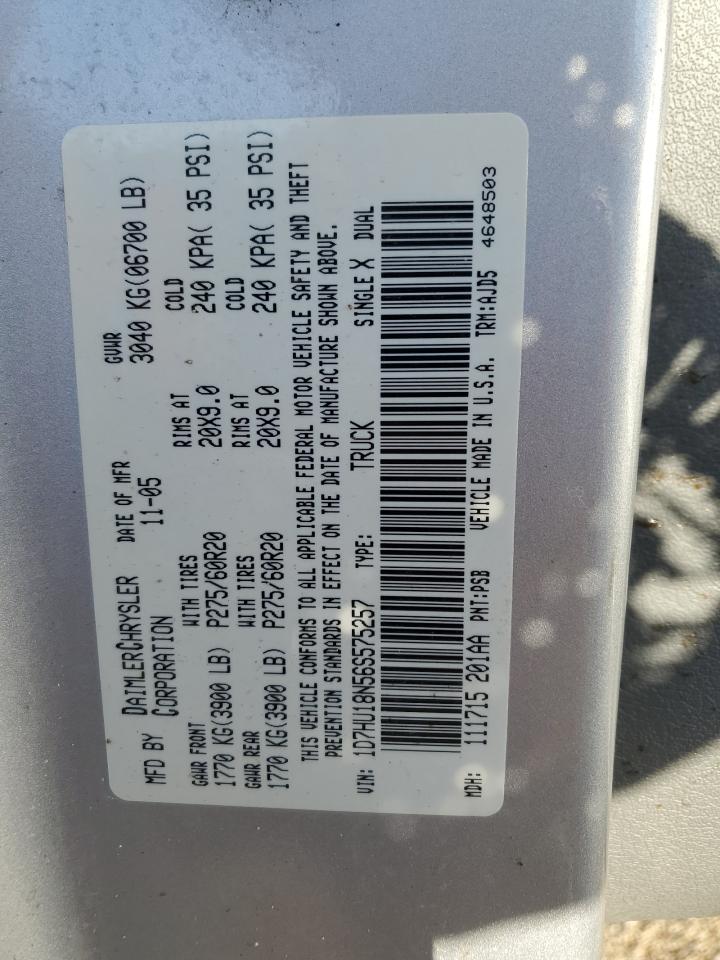 MFD BY DAIMLERCHRYSLER CORPORATION DATE OF MFR 11-05 GVWR 3040 KG(06700 LB)
GAWR FRONT WITH TIRES RIMS AT COLD
1770 KG(3900 LB) P275/60R20 20X9.0 240 KPA( 35 PSI)
GAWR REAR WITH TIRES RIMS AT COLD
1770 KG(3900 LB) P275/60R20 20X9.0 240 KPA( 35 PSI)
THIS VEHICLE CONFORMS TO ALL APPLICABLE FEDERAL MOTOR VEHICLE SAFETY AND THEFT
PREVENTION STANDARDS IN EFFECT ON THE DATE OF MANUFACTURE SHOWN ABOVE.
VIN: 1D7HU18N56S575257 TYPE: TRUCK SINGLE X DUAL
MDH: 111715 201AA PNT:PSB VEHICLE MADE IN U.S.A. TRM:AJD5 4648503